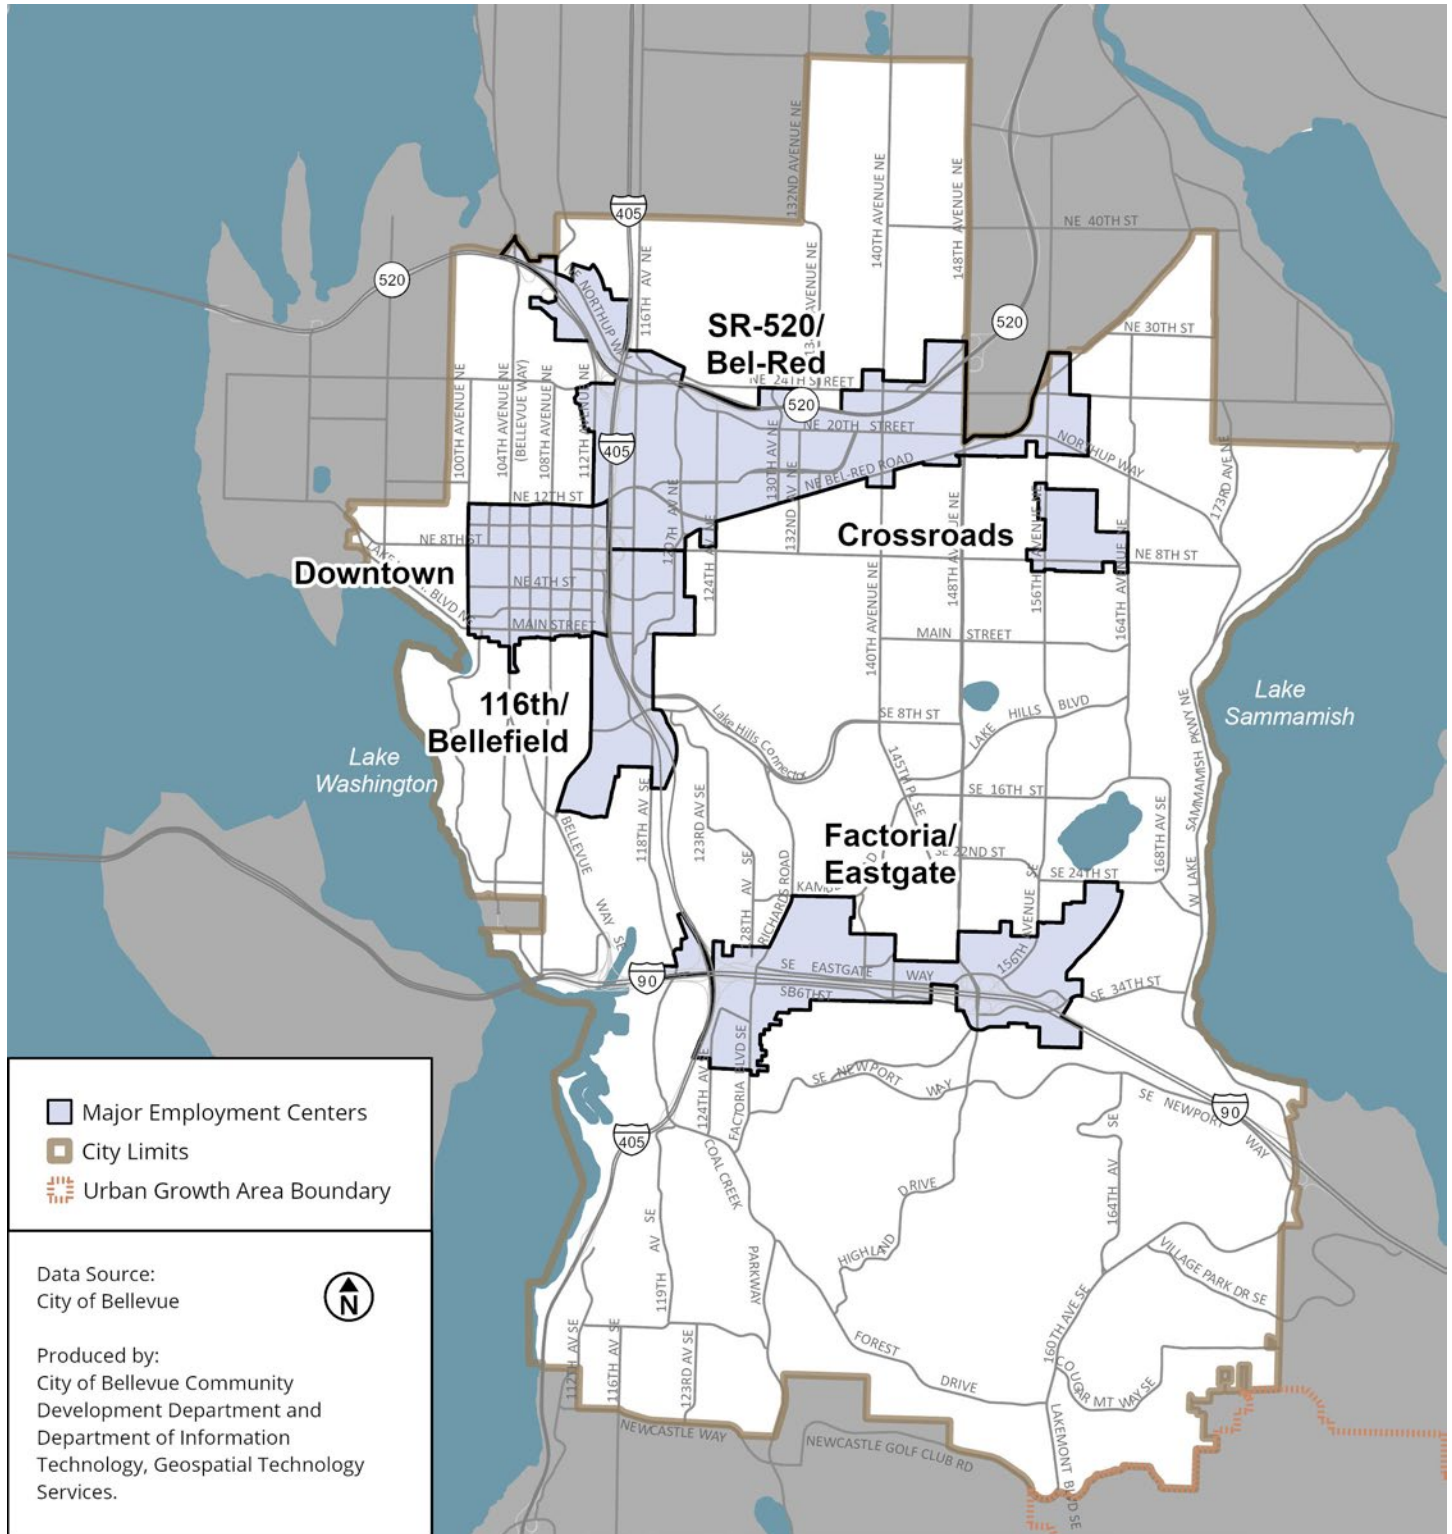 132ND AVENUE NE
140TH AVENUE NE
148TH AVENUE NE
NE 40TH ST
405
116TH AV NE
520
NE NORTHUP WAY
SR-520/
Bel-Red
520
NE 30TH ST
NE 24TH STREET
520
NE 20TH STREET
100TH AVENUE NE
104TH AVENUE NE
(BELLEVUE WAY)
108TH AVENUE NE
112TH AVENUE NE
405
130TH AV NE
132ND AV NE
NE BEL-RED ROAD
NORTHUP WAY
173RD AVE NE
NE 12TH ST
120TH AV NE
124TH AV NE
148TH AVENUE NE
156TH AVENUE NE
164TH AVENUE NE
Crossroads
NE 8TH ST
NE 8TH ST
Downtown
NE 4TH ST
MAIN STREET
140TH AVENUE NE
MAIN STREET
116th/
Bellefield
Lake Hills Connector
SE 8TH ST
LAKE HILLS BLVD
Lake
Sammamish
Lake
Washington
145TH PL SE
SE 16TH ST
W LAKE SAMMAMISH PKWY NE
118TH AV SE
123RD AV SE
BELLEVUE WAY SE
Factoria/
Eastgate
SE 22ND ST
SE 24TH ST
168TH AV SE
128TH AV SE
RICHARDS ROAD
156TH AVENUE SE
SE EASTGATE WAY
90
SE 34TH ST
124TH AV SE
FACTORIA BLVD SE
SE NEWPORT WAY
SE NEWPORT WAY
90
405
COAL CREEK PARKWAY
164TH AV SE
HIGHLAND DRIVE
119TH AV SE
VILLAGE PARK DR SE
160TH AVE SE
FOREST DRIVE
COUGAR MT WAY SE
112TH AV SE
116TH AV SE
123RD AV SE
LAKEMONT BLVD SE
NEWCASTLE WAY
NEWCASTLE GOLF CLUB RD
Major Employment Centers
City Limits
Urban Growth Area Boundary
Data Source:
City of Bellevue
N
Produced by:
City of Bellevue Community
Development Department and
Department of Information
Technology, Geospatial Technology
Services.